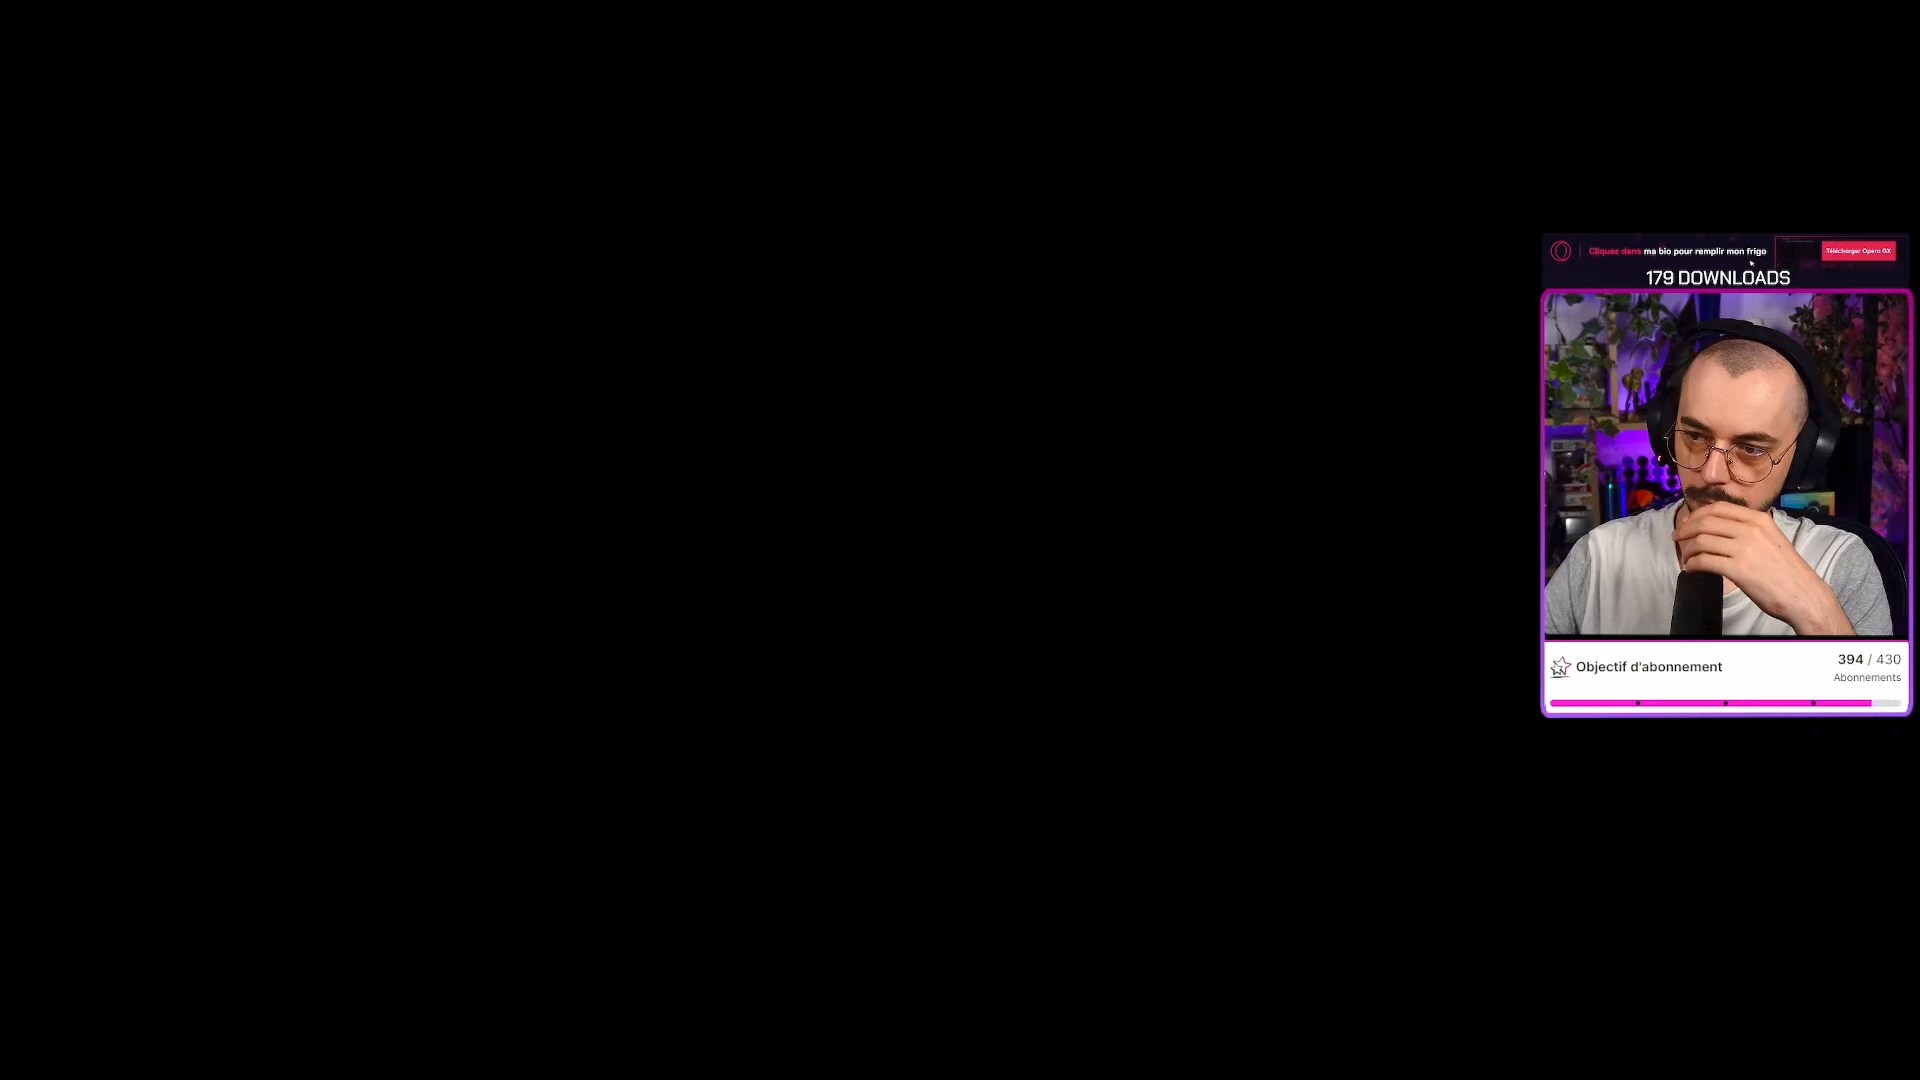 Cliquez dans ma bio pour remplir mon frigo
Télécharger Opera GX
179 DOWNLOADS
Objectif d'abonnement
394 / 430
Abonnements